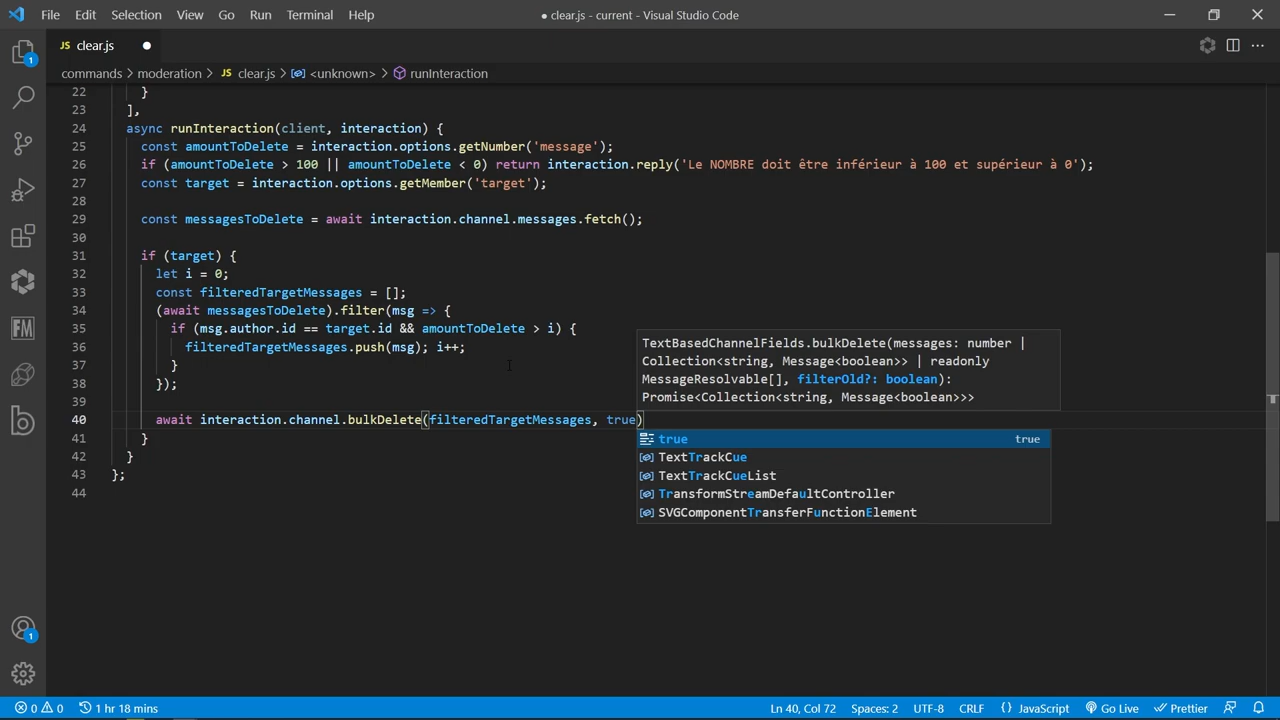 File Edit Selection View Go Run Terminal Help
● clear.js - current - Visual Studio Code
JS clear.js ●
commands > moderation > JS clear.js > <unknown> > runInteraction
22 }
23 ],
24 async runInteraction(client, interaction) {
25 const amountToDelete = interaction.options.getNumber('message');
26 if (amountToDelete > 100 || amountToDelete < 0) return interaction.reply('Le NOMBRE doit être inférieur à 100 et supérieur à 0');
27 const target = interaction.options.getMember('target');
28
29 const messagesToDelete = await interaction.channel.messages.fetch();
30
31 if (target) {
32 let i = 0;
33 const filteredTargetMessages = [];
34 (await messagesToDelete).filter(msg => {
35 if (msg.author.id == target.id && amountToDelete > i) {
36 filteredTargetMessages.push(msg); i++;
37 }
38 });
39
40 await interaction.channel.bulkDelete(filteredTargetMessages, true)
41 }
42 }
43 };
44
TextBasedChannelFields.bulkDelete(messages: number |
Collection<string, Message<boolean>> | readonly
MessageResolvable[], filterOld?: boolean):
Promise<Collection<string, Message<boolean>>>
true true
TextTrackCue
TextTrackCueList
TransformStreamDefaultController
SVGComponentTransferFunctionElement
1
FM
b
1
0 0 1 hr 18 mins
Ln 40, Col 72 Spaces: 2 UTF-8 CRLF {} JavaScript Go Live Prettier